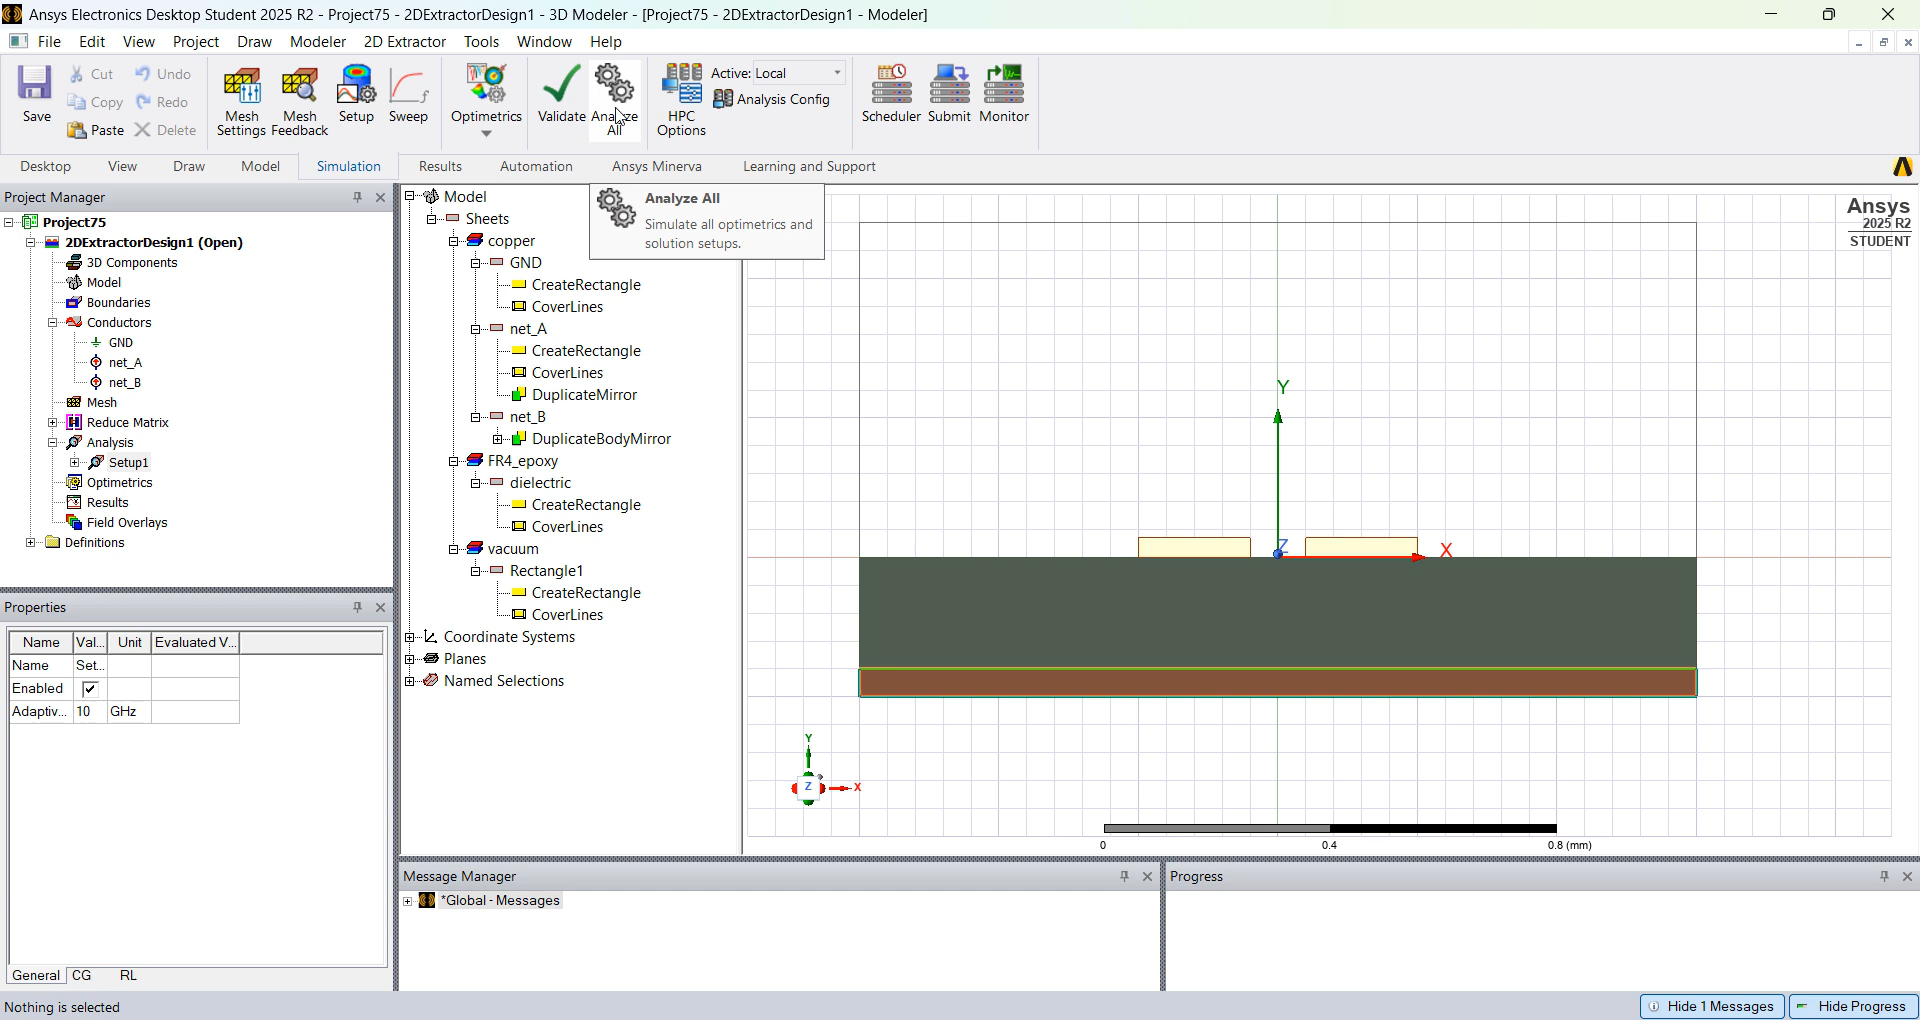 Ansys Electronics Desktop Student 2025 R2 - Project75 - 2DExtractorDesign1 - 3D Modeler - [Project75 - 2DExtractorDesign1 - Modeler]
File Edit View Project Draw Modeler 2D Extractor Tools Window Help
Save Cut Copy Paste Undo Redo Delete
Mesh Settings Mesh Feedback Setup Sweep Optimetrics Validate Analyze All
HPC Options Active: Local Analysis Config
Scheduler Submit Monitor
Desktop View Draw Model Simulation Results Automation Ansys Minerva Learning and Support
Project Manager
Project75
2DExtractorDesign1 (Open)
3D Components
Model
Boundaries
Conductors
GND
net_A
net_B
Mesh
Reduce Matrix
Analysis
Setup1
Optimetrics
Results
Field Overlays
Definitions
Properties
Name Val... Unit Evaluated V...
Name Set...
Enabled
Adaptiv... 10 GHz
General CG RL
Model
Sheets
copper
GND
CreateRectangle
CoverLines
net_A
CreateRectangle
CoverLines
DuplicateMirror
net_B
DuplicateBodyMirror
FR4_epoxy
dielectric
CreateRectangle
CoverLines
vacuum
Rectangle1
CreateRectangle
CoverLines
Coordinate Systems
Planes
Named Selections
Analyze All
Simulate all optimetrics and
solution setups.
Ansys
2025 R2
STUDENT
Y
Z
X
Y
Z
X
0 0.4 0.8 (mm)
Message Manager
*Global - Messages
Progress
Nothing is selected
Hide 1 Messages
Hide Progress